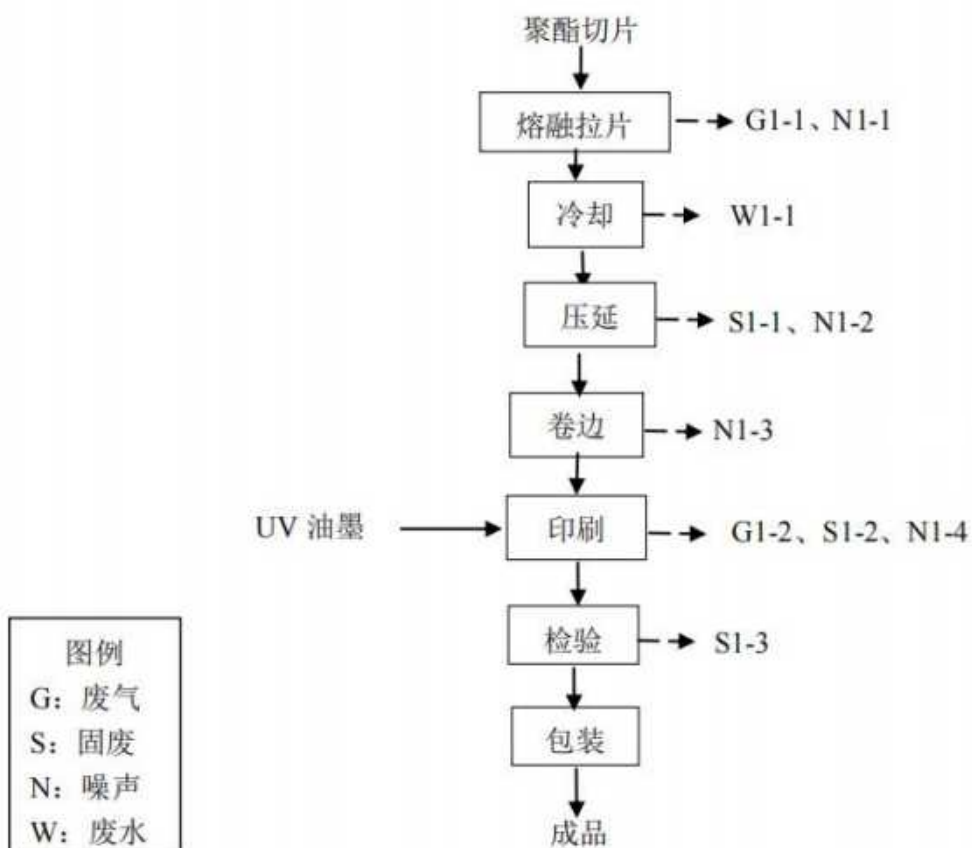 聚酯切片
熔融拉片
G1-1、N1-1
冷却
W1-1
压延
S1-1、N1-2
卷边
N1-3
UV 油墨
印刷
G1-2、S1-2、N1-4
检验
S1-3
包装
成品
图例
G：废气
S：固废
N：噪声
W：废水